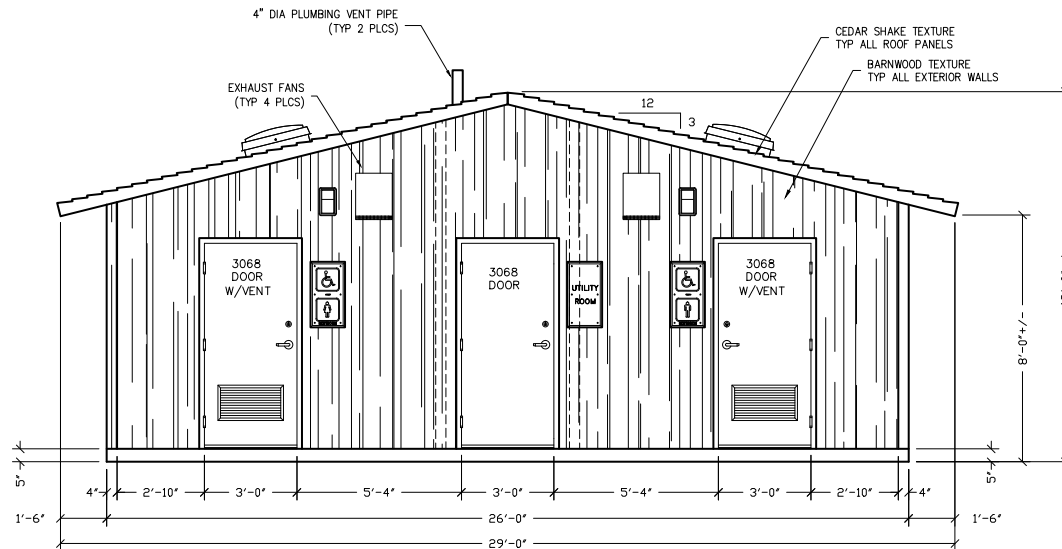 4" DIA PLUMBING VENT PIPE
(TYP 2 PLCS)
EXHAUST FANS
(TYP 4 PLCS)
CEDAR SHAKE TEXTURE
TYP ALL ROOF PANELS
BARNWOOD TEXTURE
TYP ALL EXTERIOR WALLS
12
3
3068
DOOR
W/VENT
3068
DOOR
UTILITY
ROOM
3068
DOOR
W/VENT
8'-0"+/-
5"
5"
4"
2'-10"
3'-0"
5'-4"
3'-0"
5'-4"
3'-0"
2'-10"
4"
1'-6"
26'-0"
1'-6"
29'-0"